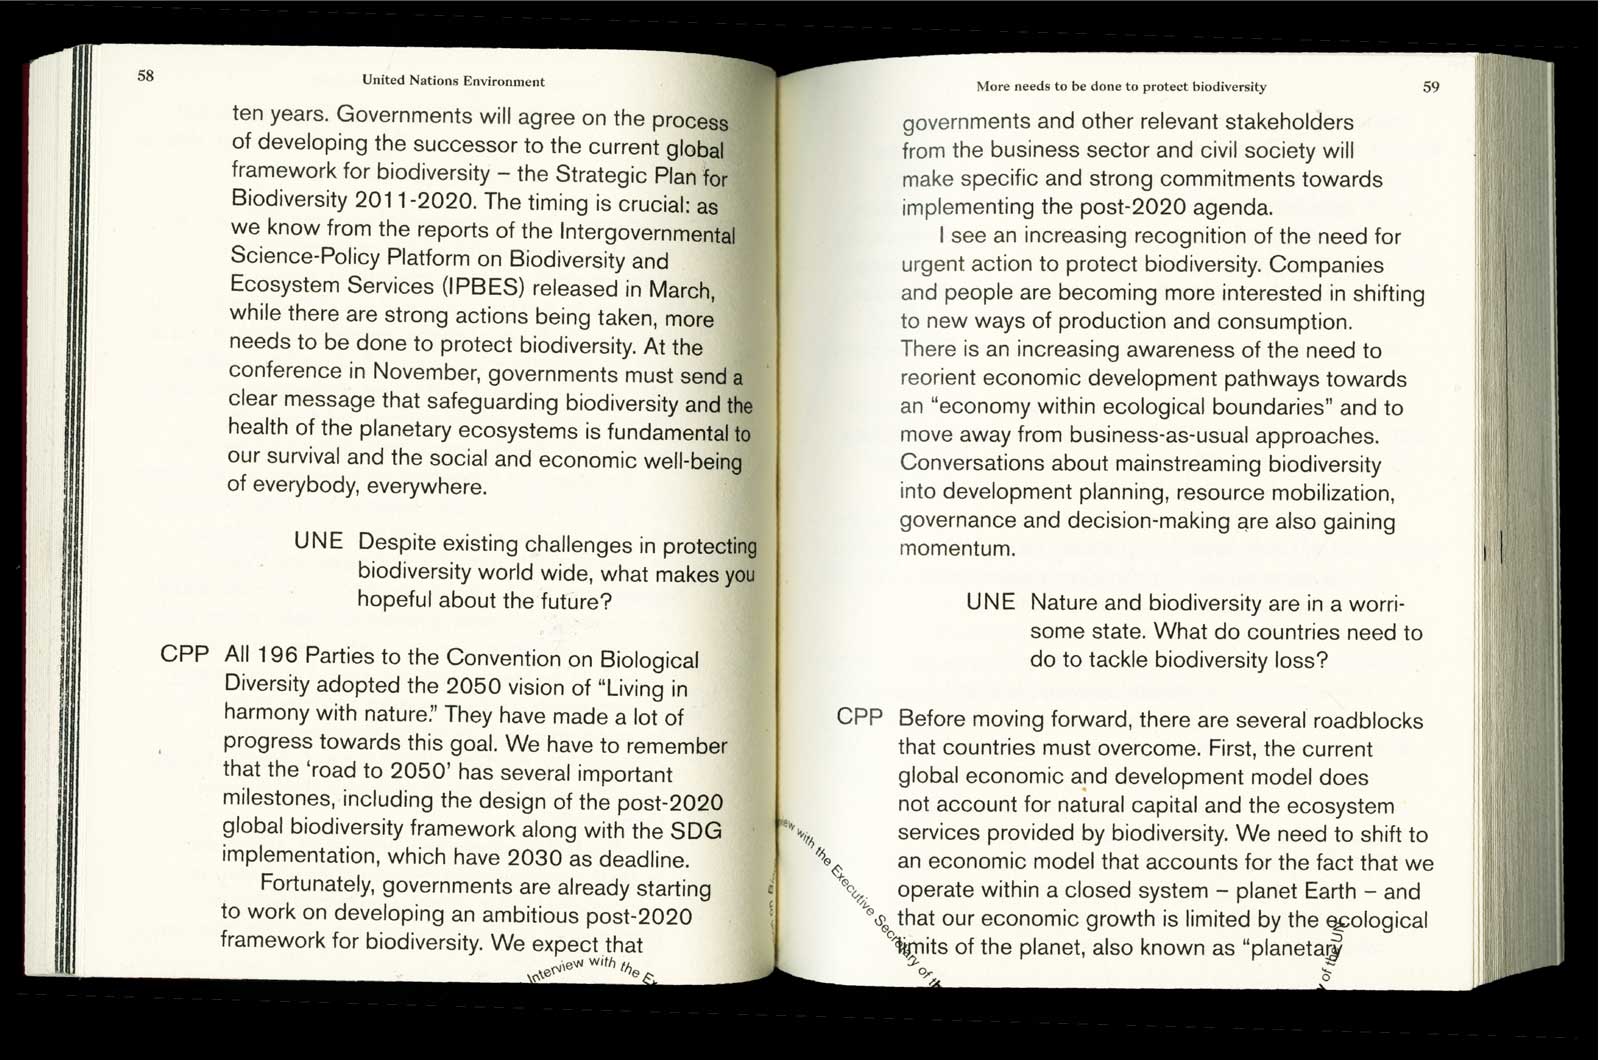 58
United Nations Environment
ten years. Governments will agree on the process
of developing the successor to the current global
framework for biodiversity – the Strategic Plan for
Biodiversity 2011-2020. The timing is crucial: as
we know from the reports of the Intergovernmental
Science-Policy Platform on Biodiversity and
Ecosystem Services (IPBES) released in March,
while there are strong actions being taken, more
needs to be done to protect biodiversity. At the
conference in November, governments must send a
clear message that safeguarding biodiversity and the
health of the planetary ecosystems is fundamental to
our survival and the social and economic well-being
of everybody, everywhere.
UNE Despite existing challenges in protecting
biodiversity world wide, what makes you
hopeful about the future?
CPP All 196 Parties to the Convention on Biological
Diversity adopted the 2050 vision of “Living in
harmony with nature.” They have made a lot of
progress towards this goal. We have to remember
that the ‘road to 2050’ has several important
milestones, including the design of the post-2020
global biodiversity framework along with the SDG
implementation, which have 2030 as deadline.
Fortunately, governments are already starting
to work on developing an ambitious post-2020
framework for biodiversity. We expect that
Interview with the Ex
More needs to be done to protect biodiversity
59
governments and other relevant stakeholders
from the business sector and civil society will
make specific and strong commitments towards
implementing the post-2020 agenda.
I see an increasing recognition of the need for
urgent action to protect biodiversity. Companies
and people are becoming more interested in shifting
to new ways of production and consumption.
There is an increasing awareness of the need to
reorient economic development pathways towards
an “economy within ecological boundaries” and to
move away from business-as-usual approaches.
Conversations about mainstreaming biodiversity
into development planning, resource mobilization,
governance and decision-making are also gaining
momentum.
UNE Nature and biodiversity are in a worri-
some state. What do countries need to
do to tackle biodiversity loss?
CPP Before moving forward, there are several roadblocks
that countries must overcome. First, the current
global economic and development model does
not account for natural capital and the ecosystem
services provided by biodiversity. We need to shift to
an economic model that accounts for the fact that we
operate within a closed system – planet Earth – and
that our economic growth is limited by the ecological
limits of the planet, also known as “planetary
with the Executive Secretary of th
of the UN